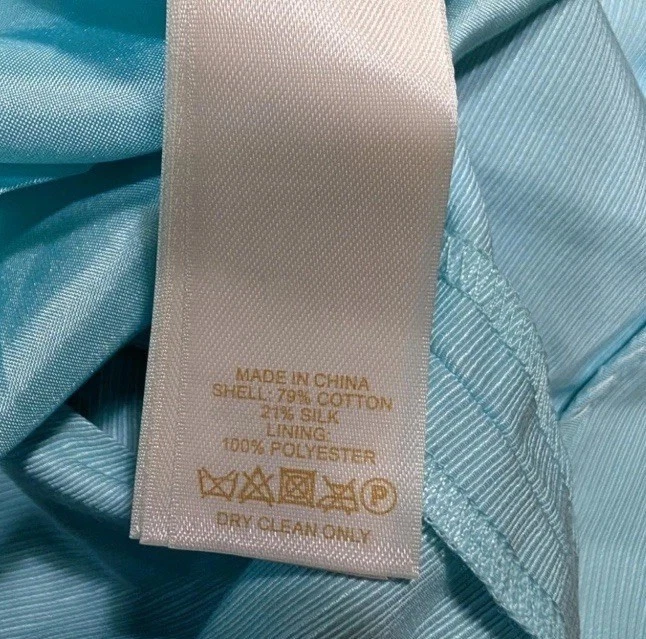 MADE IN CHINA
SHELL: 79% COTTON
21% SILK
LINING:
100% POLYESTER
P
DRY CLEAN ONLY